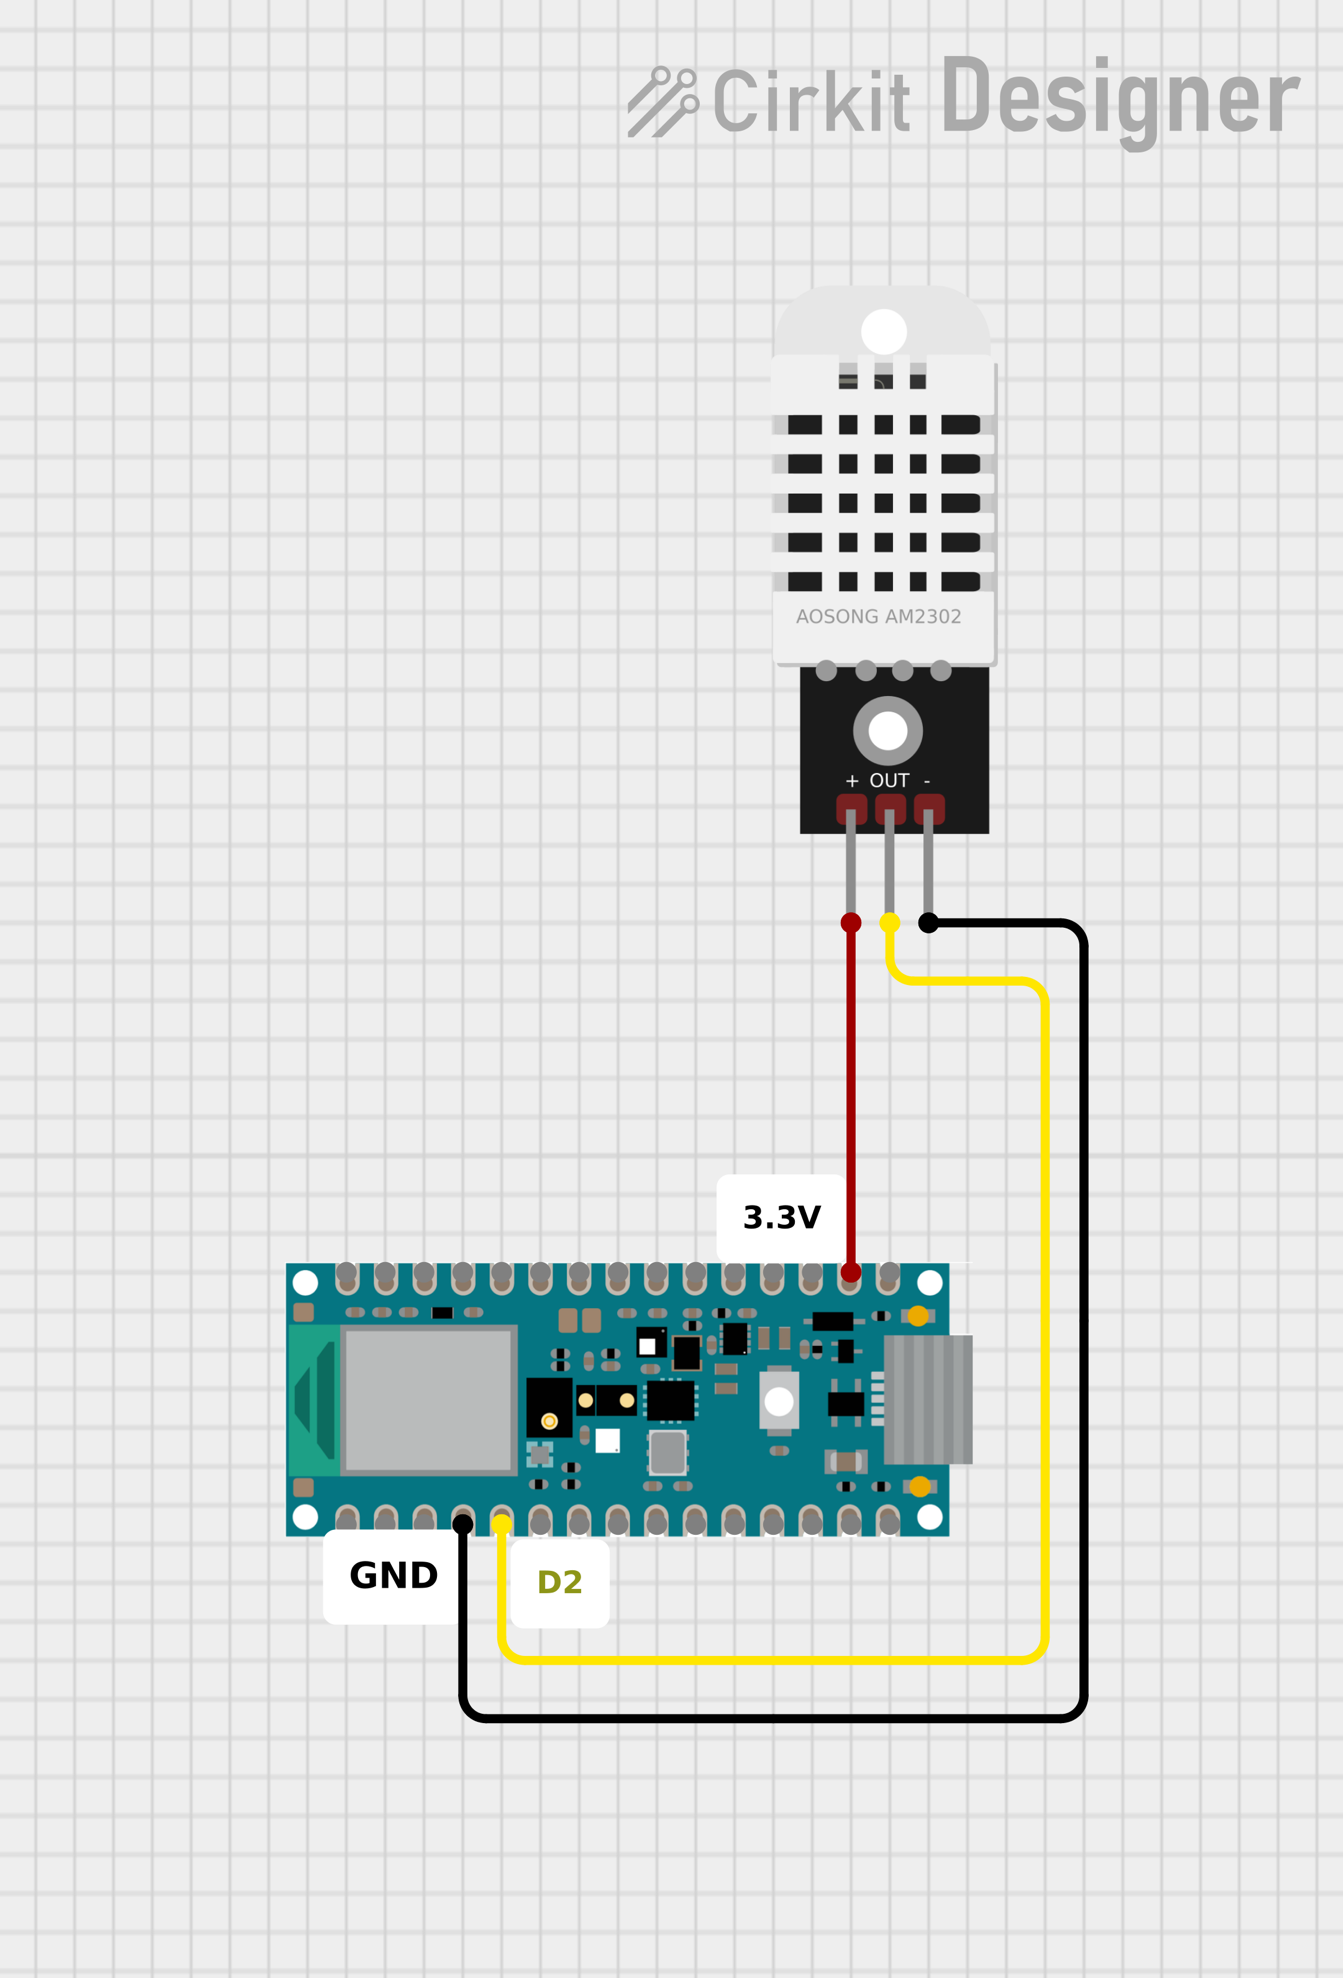 Cirkit Designer
AOSONG AM2302
+ OUT -
3.3V
GND
D2